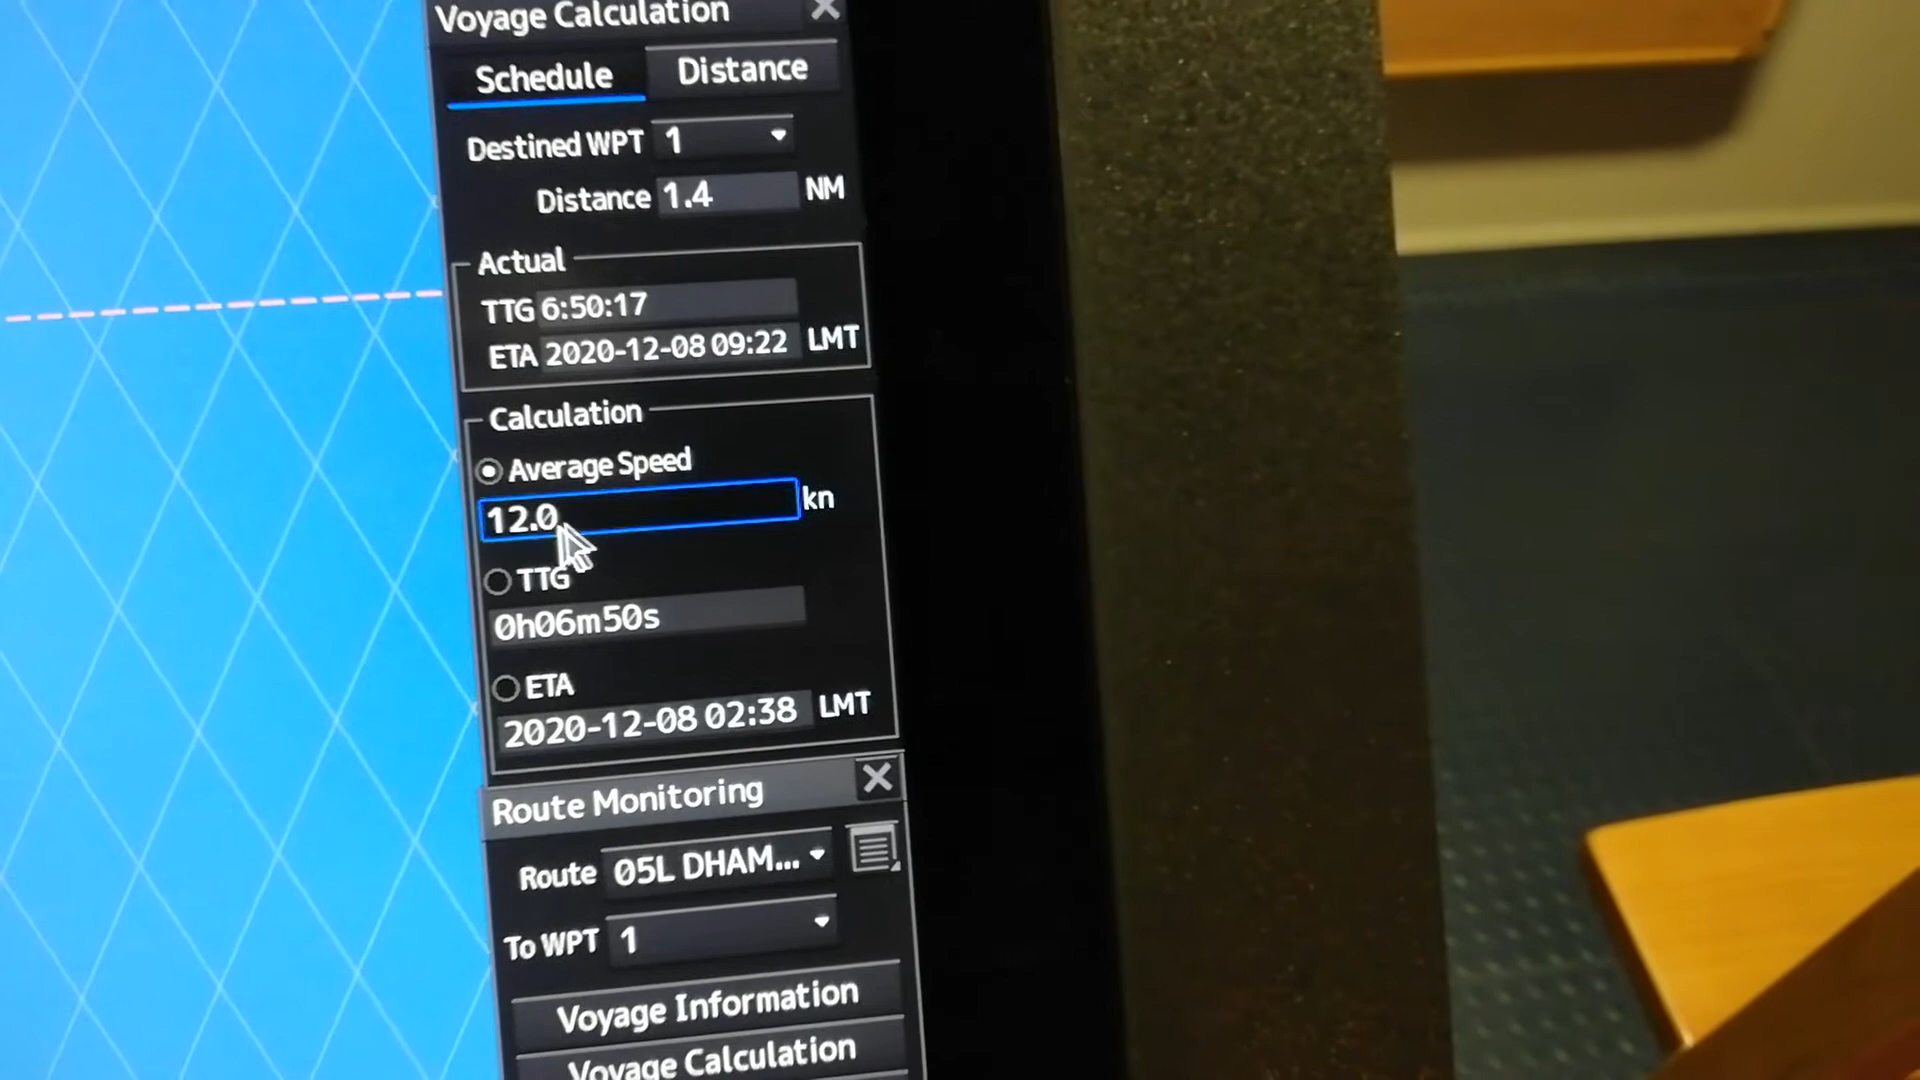 Voyage Calculation
Schedule Distance
Destined WPT 1
Distance 1.4 NM
Actual
TTG 6:50:17
ETA 2020-12-08 09:22 LMT
Calculation
Average Speed
12.0 kn
TTG
0h06m50s
ETA
2020-12-08 02:38 LMT
Route Monitoring
Route 05L DHAM...
To WPT 1
Voyage Information
Voyage Calculation